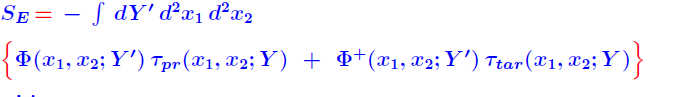 S_E = − ∫ dY′ d²x₁ d²x₂
{Φ(x₁, x₂; Y′) τ_pr(x₁, x₂; Y) + Φ⁺(x₁, x₂; Y′) τ_tar(x₁, x₂; Y)}
. .